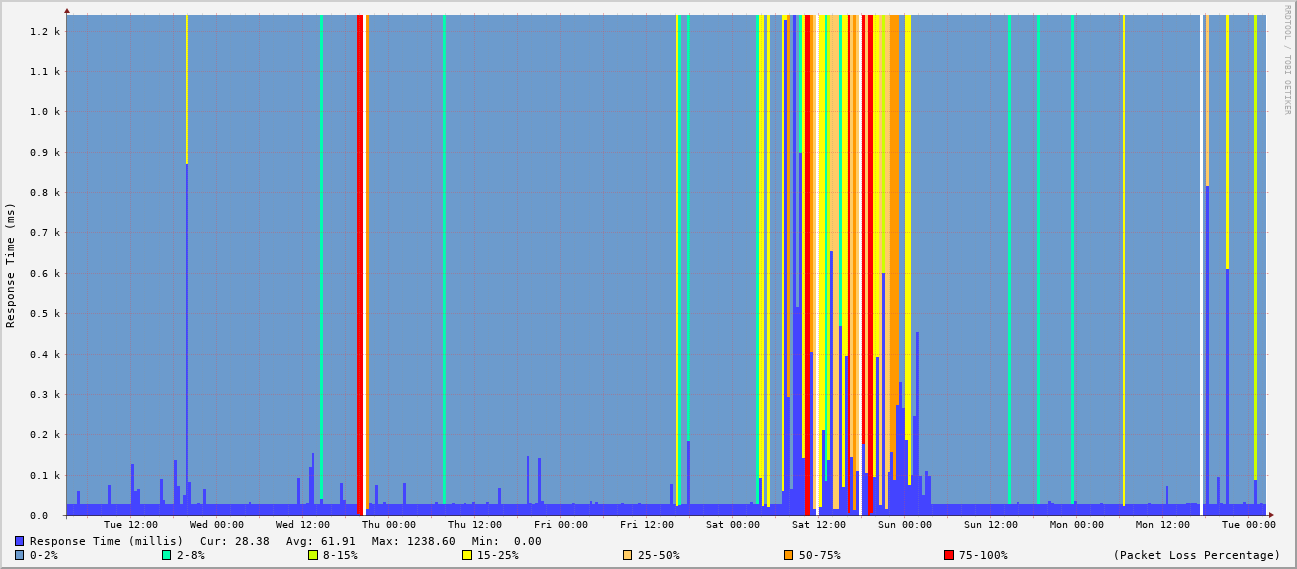 1.2 k
1.1 k
1.0 k
0.9 k
0.8 k
0.7 k
0.6 k
0.5 k
0.4 k
0.3 k
0.2 k
0.1 k
0.0
Response Time (ms)
RRDTOOL / TOBI OETIKER
Tue 12:00 Wed 00:00 Wed 12:00 Thu 00:00 Thu 12:00 Fri 00:00 Fri 12:00 Sat 00:00 Sat 12:00 Sun 00:00 Sun 12:00 Mon 00:00 Mon 12:00 Tue 00:00
Response Time (millis) Cur: 28.38 Avg: 61.91 Max: 1238.60 Min: 0.00
0-2% 2-8% 8-15% 15-25% 25-50% 50-75% 75-100% (Packet Loss Percentage)